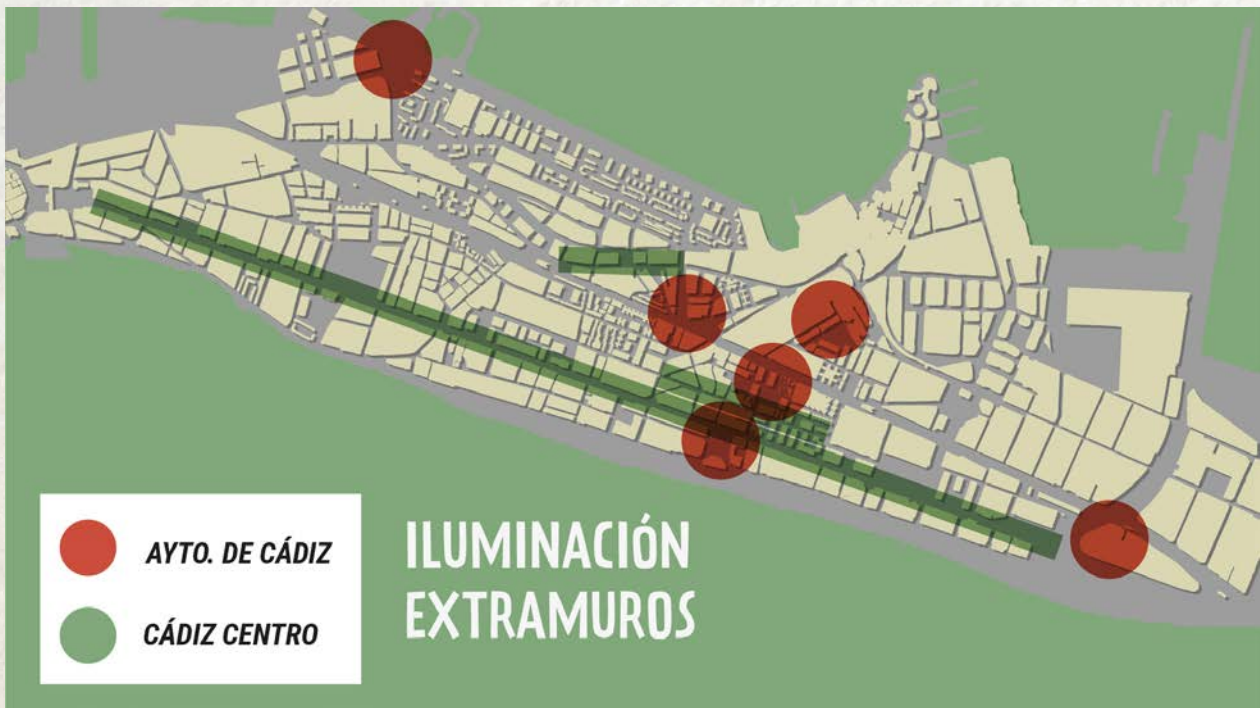 AYTO. DE CÁDIZ
CÁDIZ CENTRO
ILUMINACIÓN
EXTRAMUROS